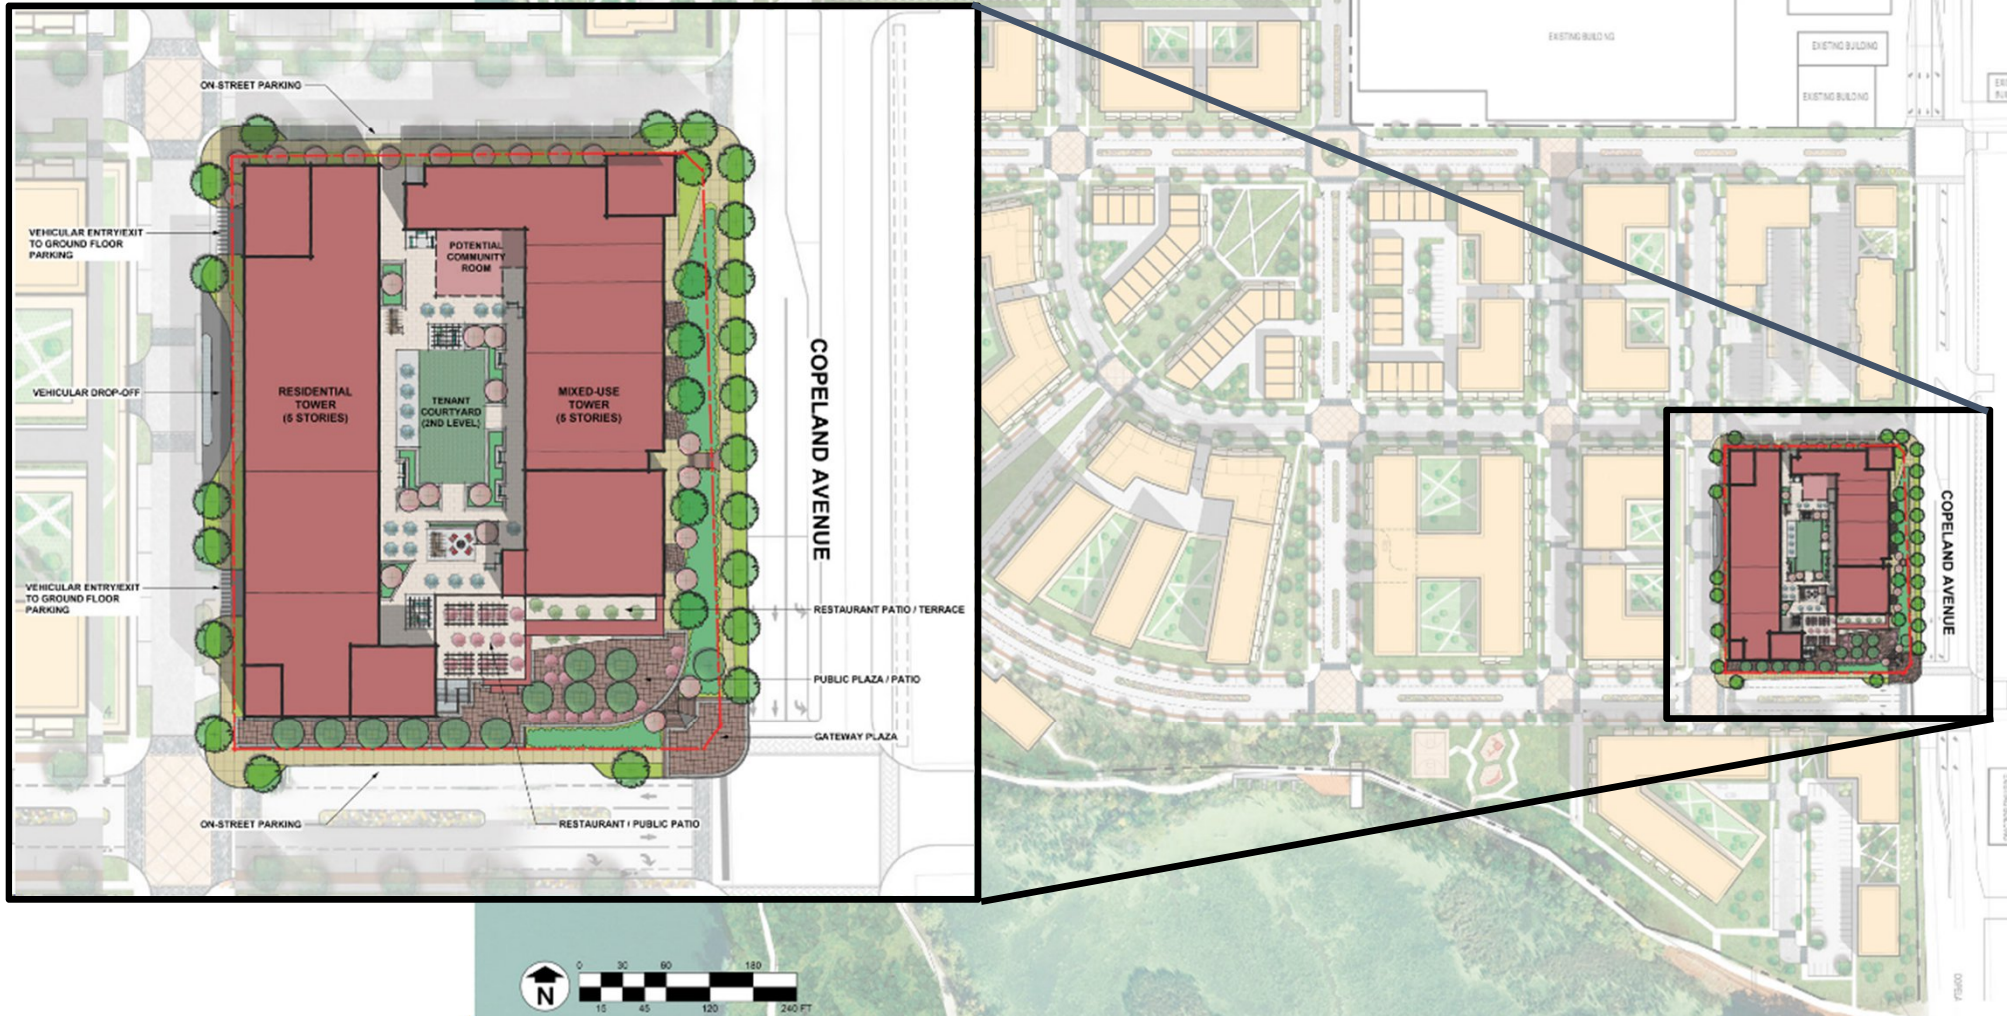 ON-STREET PARKING
VEHICULAR ENTRY/EXIT
TO GROUND FLOOR
PARKING
POTENTIAL
COMMUNITY
ROOM
VEHICULAR DROP-OFF
RESIDENTIAL
TOWER
(5 STORIES)
TENANT
COURTYARD
(2ND LEVEL)
MIXED-USE
TOWER
(5 STORIES)
COPELAND AVENUE
VEHICULAR ENTRY/EXIT
TO GROUND FLOOR
PARKING
RESTAURANT PATIO / TERRACE
PUBLIC PLAZA / PATIO
GATEWAY PLAZA
ON-STREET PARKING
RESTAURANT / PUBLIC PATIO
EXISTING BUILDING
EXISTING BUILDING
EXISTING BUILDING
COPELAND AVENUE
N
0 30 60 180
15 45 120 240 FT